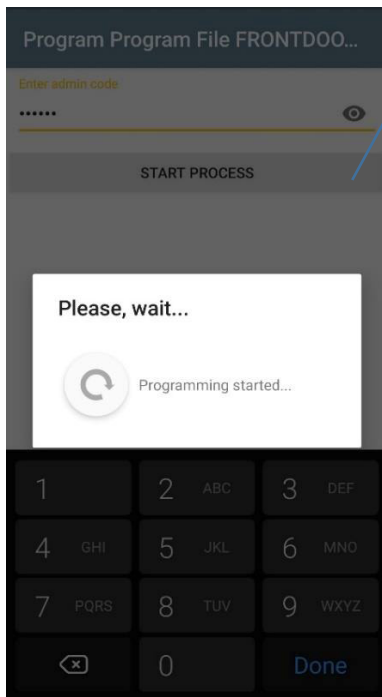 Program Program File FRONTDOO...
Enter admin code
••••••
START PROCESS
Please, wait...
Programming started...
1
2 ABC
3 DEF
4 GHI
5 JKL
6 MNO
7 PQRS
8 TUV
9 WXYZ
0
Done